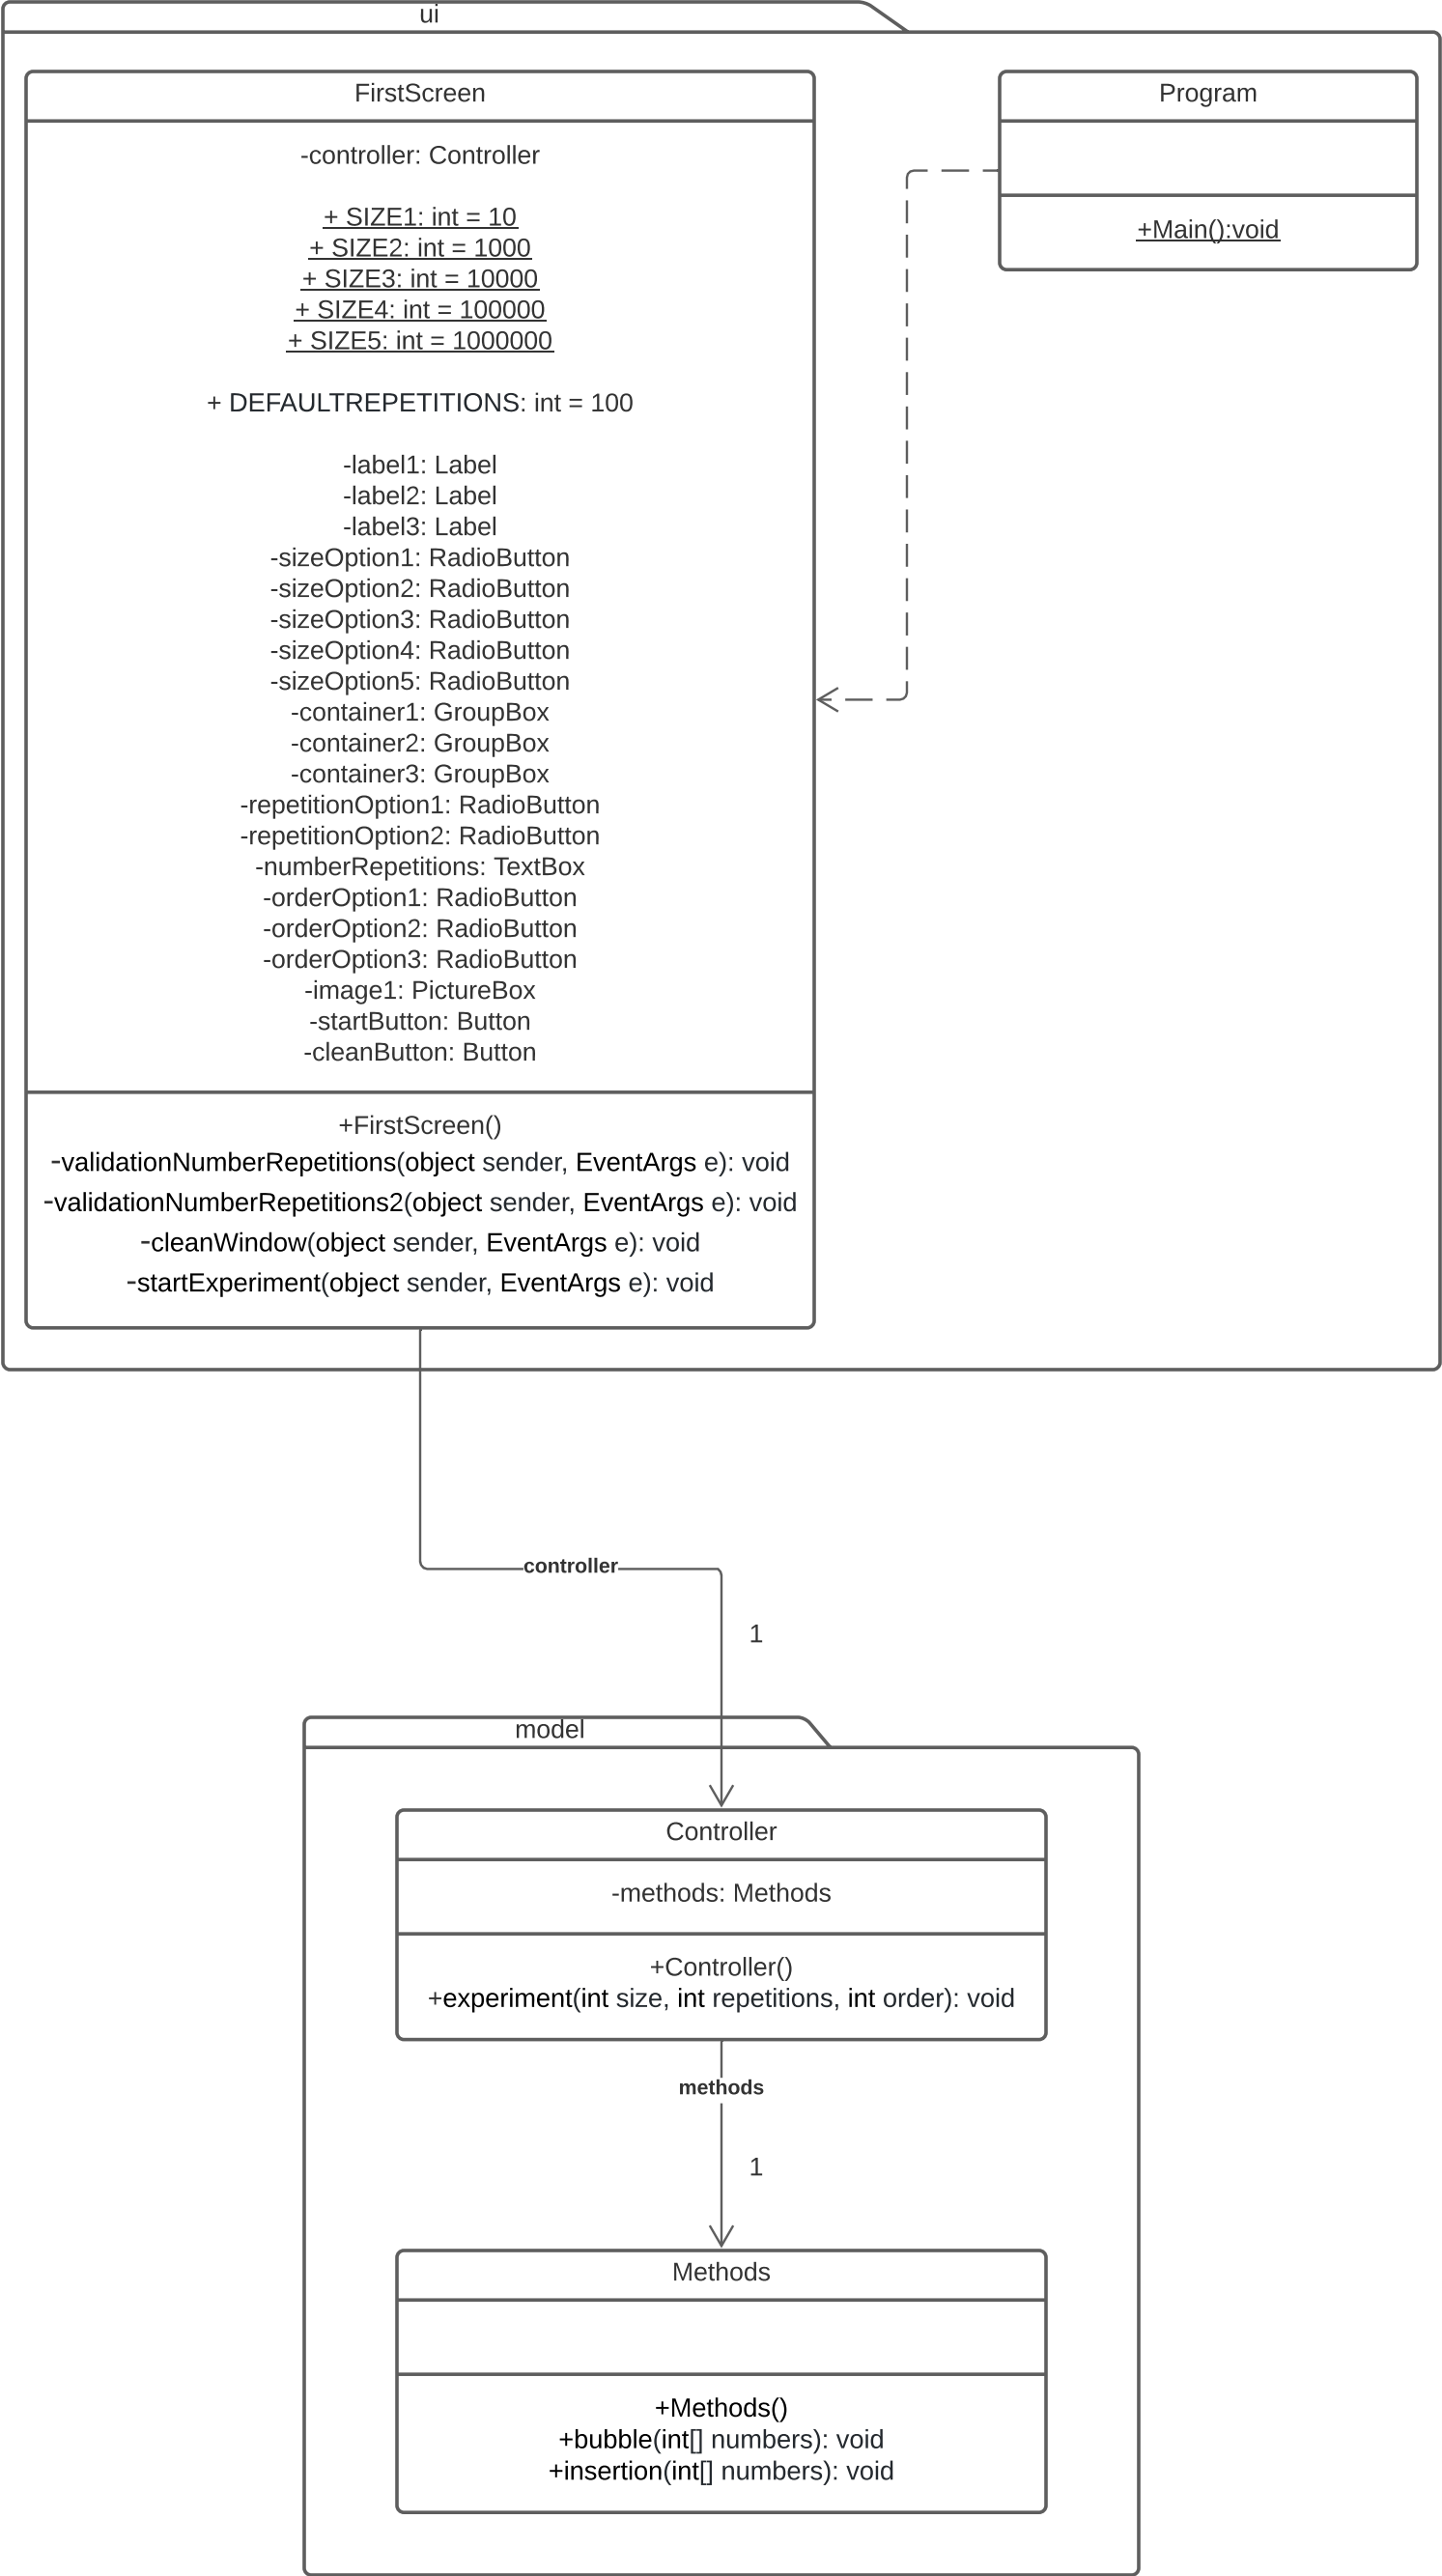 ui
FirstScreen
-controller: Controller
+ SIZE1: int = 10
+ SIZE2: int = 1000
+ SIZE3: int = 10000
+ SIZE4: int = 100000
+ SIZE5: int = 1000000
+ DEFAULTREPETITIONS: int = 100
-label1: Label
-label2: Label
-label3: Label
-sizeOption1: RadioButton
-sizeOption2: RadioButton
-sizeOption3: RadioButton
-sizeOption4: RadioButton
-sizeOption5: RadioButton
-container1: GroupBox
-container2: GroupBox
-container3: GroupBox
-repetitionOption1: RadioButton
-repetitionOption2: RadioButton
-numberRepetitions: TextBox
-orderOption1: RadioButton
-orderOption2: RadioButton
-orderOption3: RadioButton
-image1: PictureBox
-startButton: Button
-cleanButton: Button
+FirstScreen()
-validationNumberRepetitions(object sender, EventArgs e): void
-validationNumberRepetitions2(object sender, EventArgs e): void
-cleanWindow(object sender, EventArgs e): void
-startExperiment(object sender, EventArgs e): void
Program
+Main():void
controller
1
model
Controller
-methods: Methods
+Controller()
+experiment(int size, int repetitions, int order): void
methods
1
Methods
+Methods()
+bubble(int[] numbers): void
+insertion(int[] numbers): void